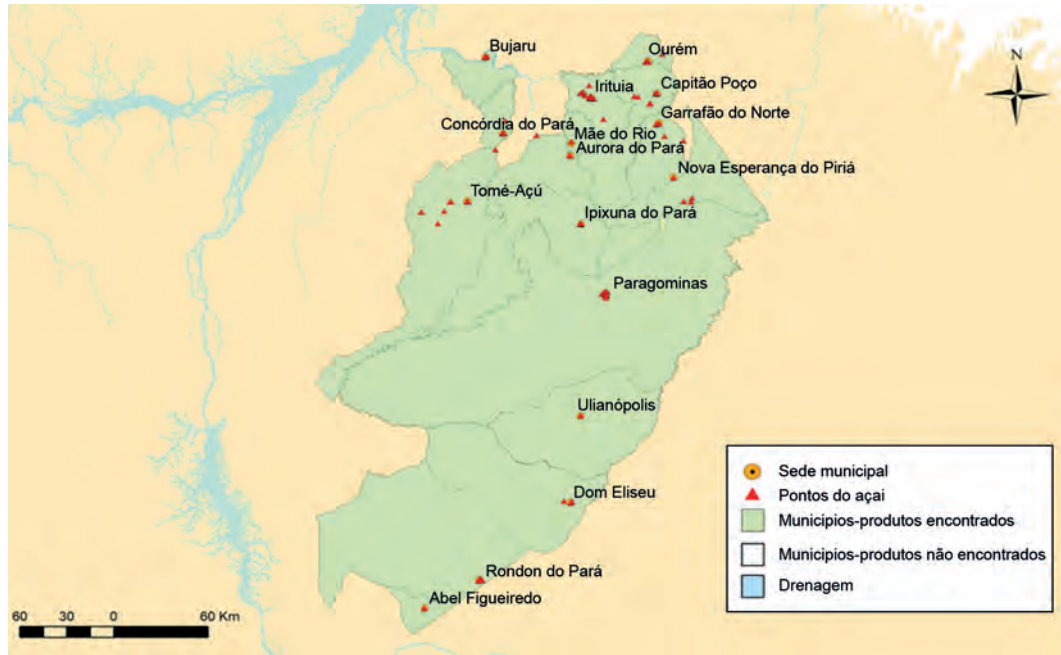 Bujaru
Ourém
N
Irituia
Capitão Poço
Garrafão do Norte
Concórdia do Pará
Mãe do Rio
Aurora do Pará
Nova Esperança do Piriá
Tomé-Açú
Ipixuna do Pará
Paragominas
Ulianópolis
Dom Eliseu
Rondon do Pará
Abel Figueiredo
Sede municipal
Pontos do açai
Municipios-produtos encontrados
Municipios-produtos não encontrados
Drenagem
60 30 0 60 Km